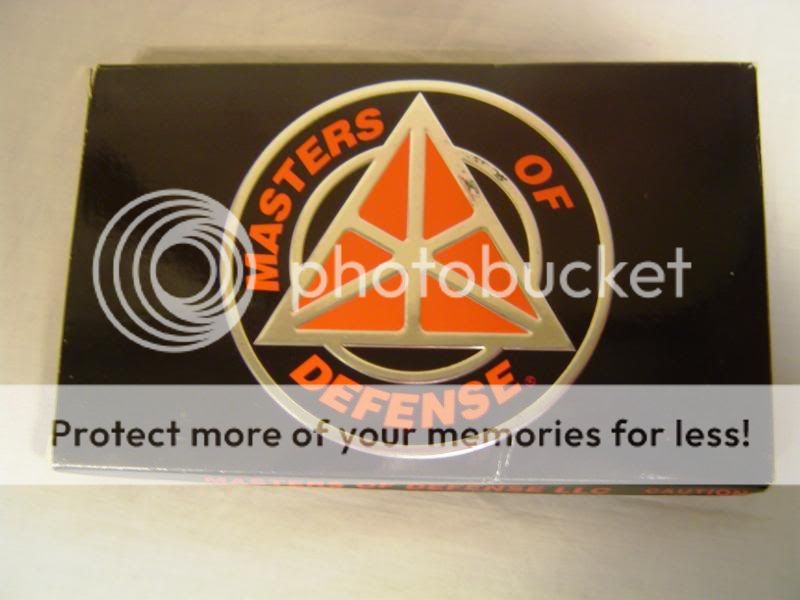 MASTERS OF
DEFENSE®
photobucket
Protect more of your memories for less!
MASTERS OF DEFENSE LLC CAUTION